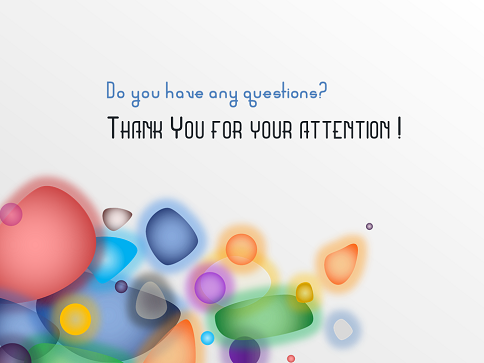 Do you have any questions?
Thank You for your attention !